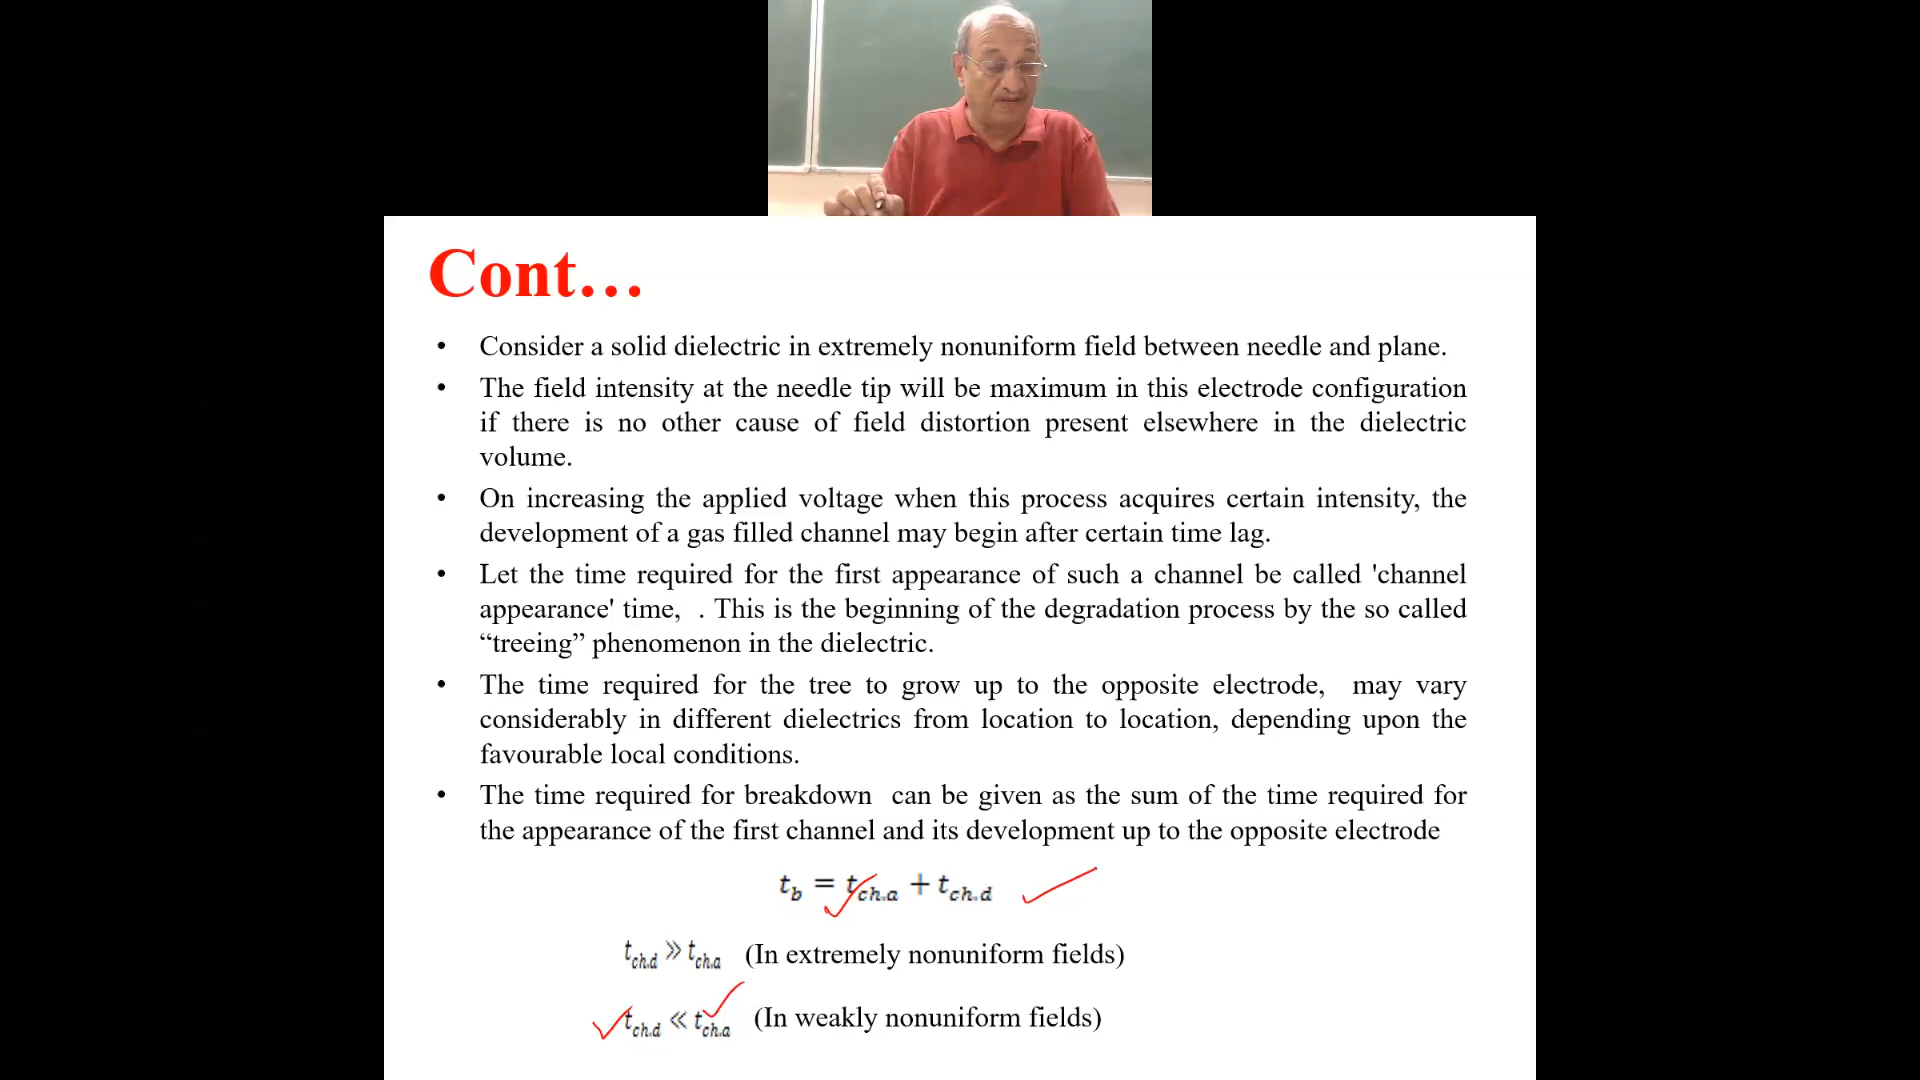 Cont…
• Consider a solid dielectric in extremely nonuniform field between needle and plane.
• The field intensity at the needle tip will be maximum in this electrode configuration
if there is no other cause of field distortion present elsewhere in the dielectric
volume.
• On increasing the applied voltage when this process acquires certain intensity, the
development of a gas filled channel may begin after certain time lag.
• Let the time required for the first appearance of such a channel be called 'channel
appearance' time, . This is the beginning of the degradation process by the so called
“treeing” phenomenon in the dielectric.
• The time required for the tree to grow up to the opposite electrode, may vary
considerably in different dielectrics from location to location, depending upon the
favourable local conditions.
• The time required for breakdown can be given as the sum of the time required for
the appearance of the first channel and its development up to the opposite electrode
t_b = t_ch.a + t_ch.d
t_ch.d ≫ t_ch.a (In extremely nonuniform fields)
t_ch.d ≪ t_ch.a (In weakly nonuniform fields)